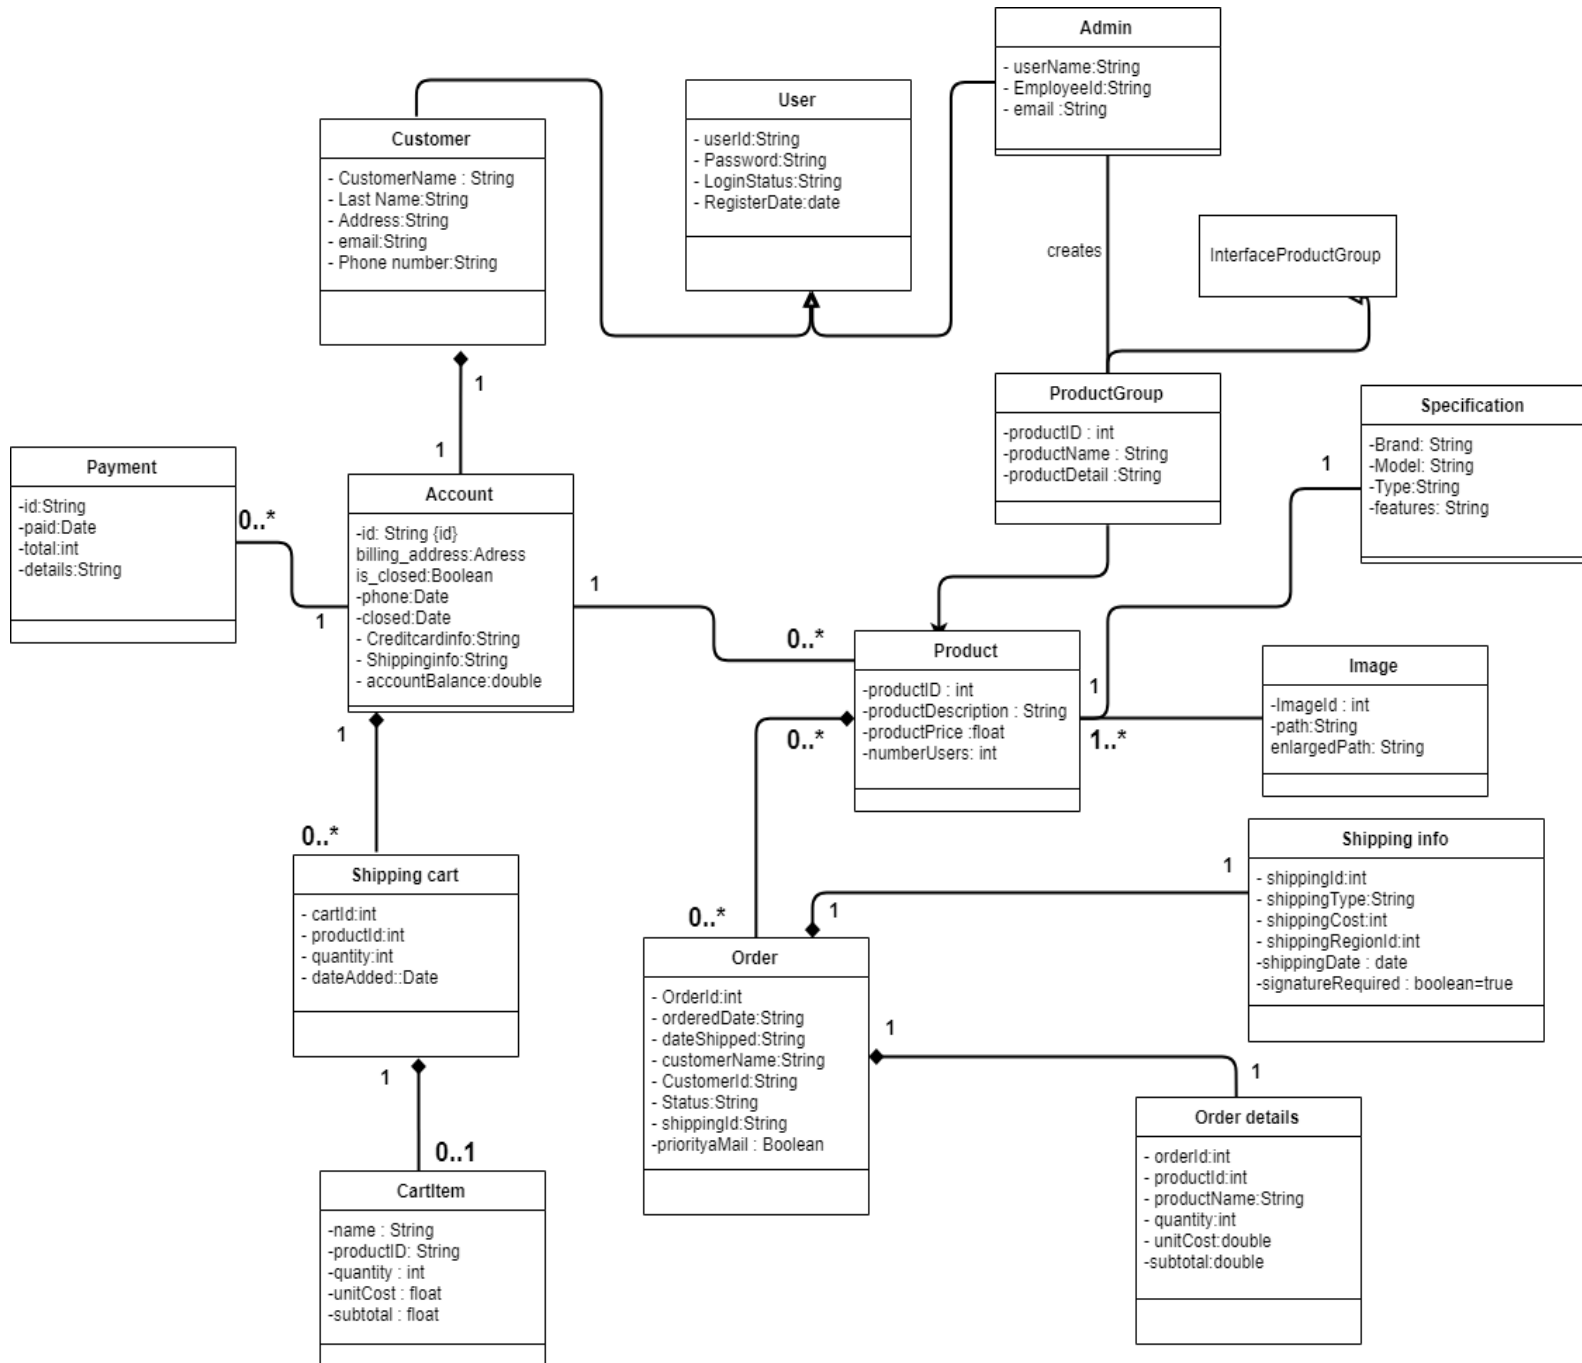 Admin
- userName:String
- EmployeeId:String
- email :String
User
- userId:String
- Password:String
- LoginStatus:String
- RegisterDate:date
Customer
- CustomerName : String
- Last Name:String
- Address:String
- email:String
- Phone number:String
creates
InterfaceProductGroup
1
1
ProductGroup
-productID : int
-productName : String
-productDetail :String
Specification
-Brand: String
-Model: String
-Type:String
-features: String
1
Payment
-id:String
-paid:Date
-total:int
-details:String
0..*
1
Account
-id: String {id}
billing_address:Adress
is_closed:Boolean
-phone:Date
-closed:Date
- Creditcardinfo:String
- Shippinginfo:String
- accountBalance:double
1
0..*
Product
-productID : int
-productDescription : String
-productPrice :float
-numberUsers: int
1
1..*
0..*
Image
-ImageId : int
-path:String
enlargedPath: String
1
0..*
Shipping cart
- cartId:int
- productId:int
- quantity:int
- dateAdded::Date
Shipping info
- shippingId:int
- shippingType:String
- shippingCost:int
- shippingRegionId:int
-shippingDate : date
-signatureRequired : boolean=true
1
1
0..*
Order
- OrderId:int
- orderedDate:String
- dateShipped:String
- customerName:String
- CustomerId:String
- Status:String
- shippingId:String
-priorityaMail : Boolean
1
1
Order details
- orderId:int
- productId:int
- productName:String
- quantity:int
- unitCost:double
-subtotal:double
1
0..1
CartItem
-name : String
-productID: String
-quantity : int
-unitCost : float
-subtotal : float